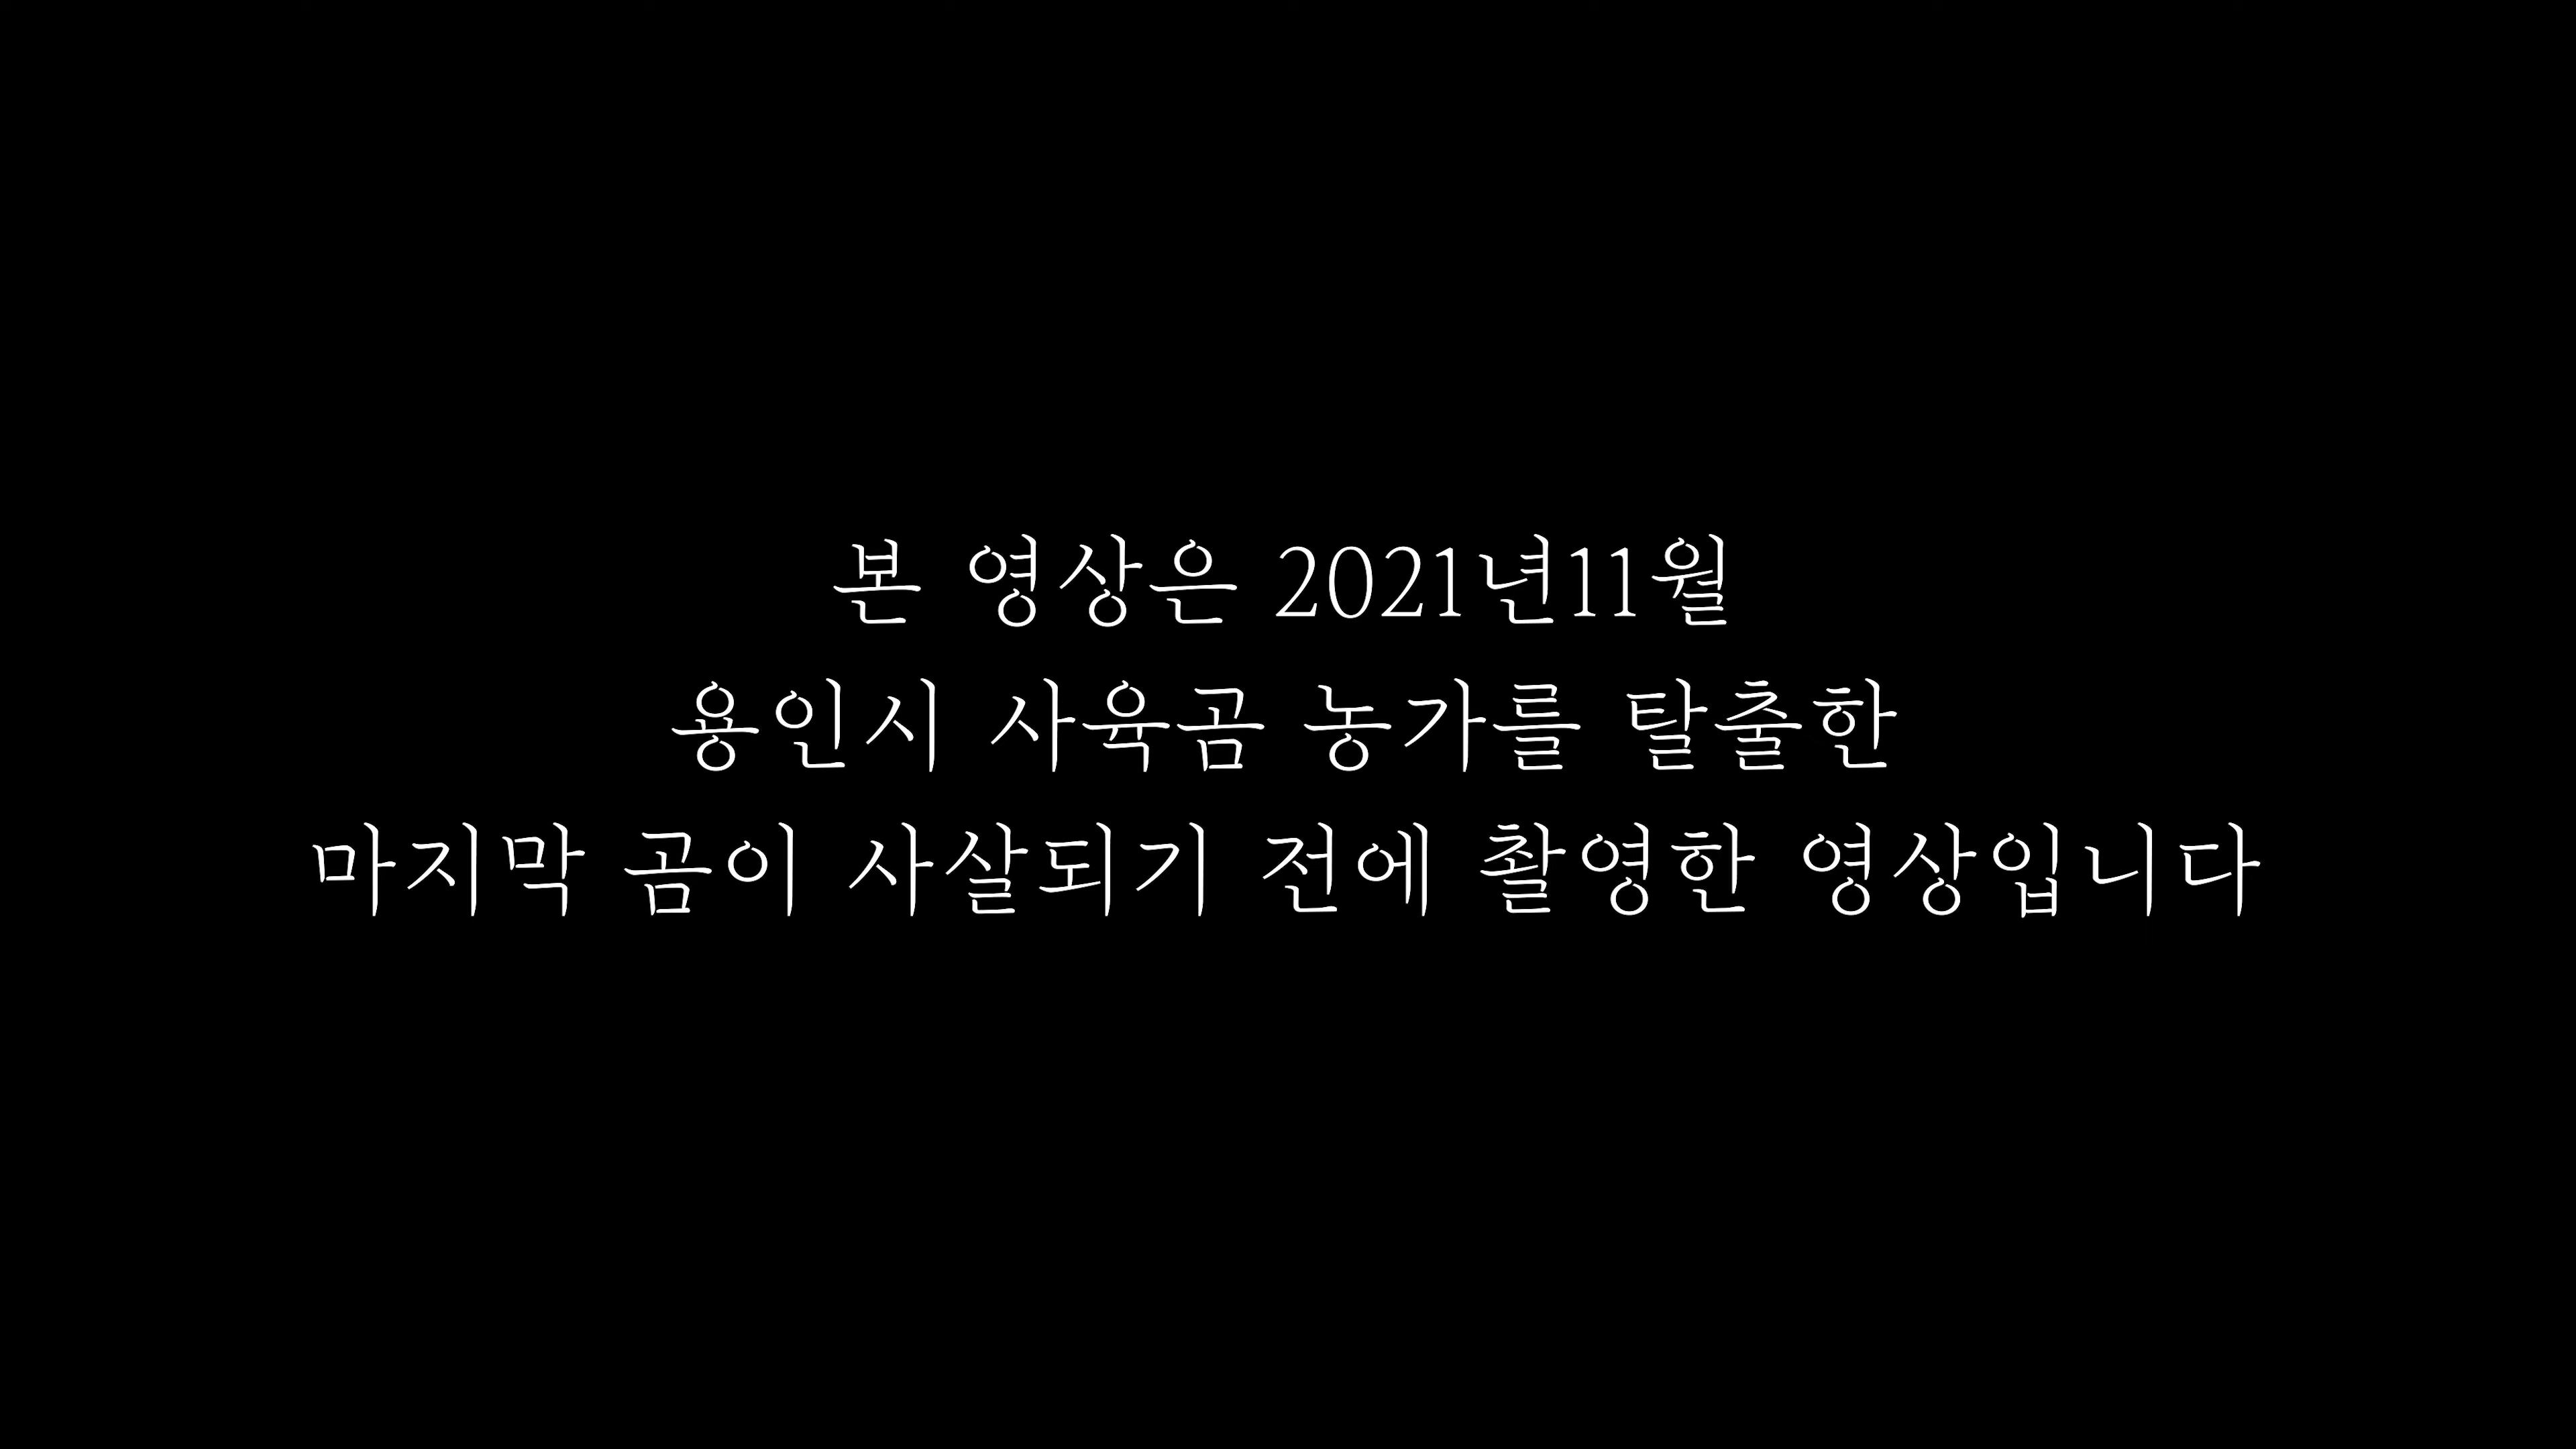 본 영상은 2021년11월
용인시 사육곰 농가를 탈출한
마지막 곰이 사살되기 전에 촬영한 영상입니다